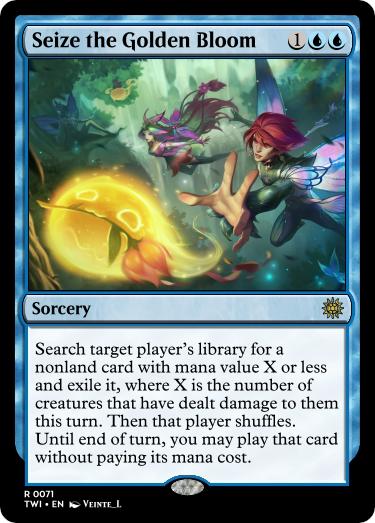 Seize the Golden Bloom 1
Sorcery
Search target player's library for a
nonland card with mana value X or less
and exile it, where X is the number of
creatures that have dealt damage to them
this turn. Then that player shuffles.
Until end of turn, you may play that card
without paying its mana cost.
R 0071
TWI • EN VEINTE_I.